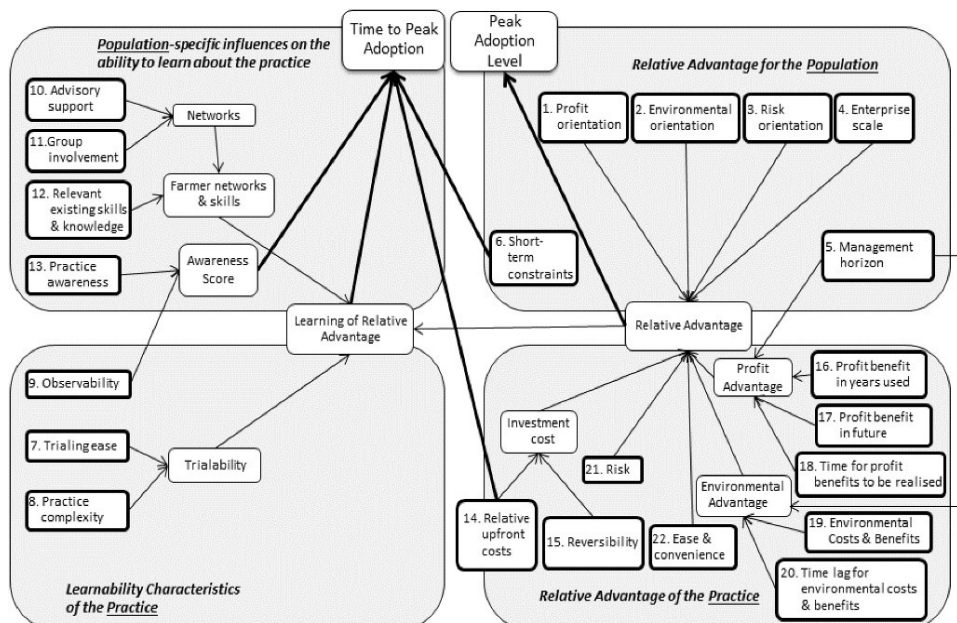 Time to Peak
Adoption
Peak
Adoption
Level
Population-specific influences on the
ability to learn about the practice
10. Advisory
support
Networks
11.Group
involvement
12. Relevant
existing skills
& knowledge
Farmer networks
& skills
13. Practice
awareness
Awareness
Score
Relative Advantage for the Population
1. Profit
orientation
2. Environmental
orientation
3. Risk
orientation
4. Enterprise
scale
6. Short-
term
constraints
5. Management
horizon
Learning of Relative
Advantage
Relative Advantage
9. Observability
7. Trialing ease
8. Practice
complexity
Trialability
Learnability Characteristics
of the Practice
Profit
Advantage
16. Profit benefit
in years used
17. Profit benefit
in future
18. Time for profit
benefits to be realised
Investment
cost
21. Risk
Environmental
Advantage
14. Relative
upfront
costs
15. Reversibility
22. Ease &
convenience
19. Environmental
Costs & Benefits
20. Time lag for
environmental costs
& benefits
Relative Advantage of the Practice